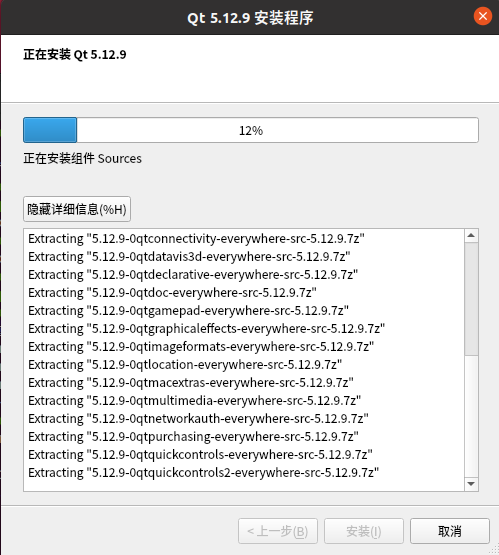 Qt 5.12.9 安装程序
正在安装 Qt 5.12.9
12%
正在安装组件 Sources
隐藏详细信息(%H)
Extracting "5.12.9-0qtconnectivity-everywhere-src-5.12.9.7z"
Extracting "5.12.9-0qtdatavis3d-everywhere-src-5.12.9.7z"
Extracting "5.12.9-0qtdeclarative-everywhere-src-5.12.9.7z"
Extracting "5.12.9-0qtdoc-everywhere-src-5.12.9.7z"
Extracting "5.12.9-0qtgamepad-everywhere-src-5.12.9.7z"
Extracting "5.12.9-0qtgraphicaleffects-everywhere-src-5.12.9.7z"
Extracting "5.12.9-0qtimageformats-everywhere-src-5.12.9.7z"
Extracting "5.12.9-0qtlocation-everywhere-src-5.12.9.7z"
Extracting "5.12.9-0qtmacextras-everywhere-src-5.12.9.7z"
Extracting "5.12.9-0qtmultimedia-everywhere-src-5.12.9.7z"
Extracting "5.12.9-0qtnetworkauth-everywhere-src-5.12.9.7z"
Extracting "5.12.9-0qtpurchasing-everywhere-src-5.12.9.7z"
Extracting "5.12.9-0qtquickcontrols-everywhere-src-5.12.9.7z"
Extracting "5.12.9-0qtquickcontrols2-everywhere-src-5.12.9.7z"
< 上一步(B)
安装(I)
取消